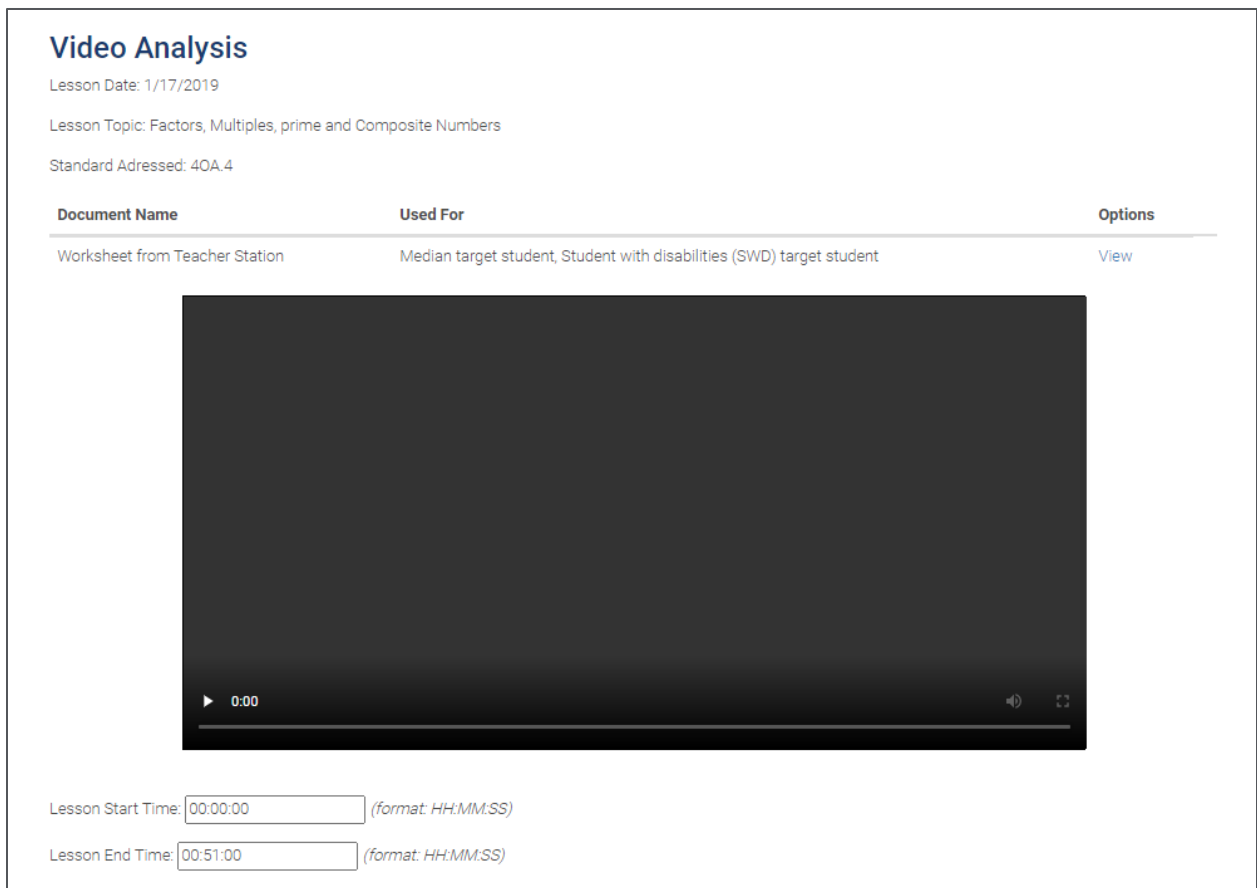 Video Analysis
Lesson Date: 1/17/2019
Lesson Topic: Factors, Multiples, prime and Composite Numbers
Standard Adressed: 4OA.4
Document Name Used For Options
Worksheet from Teacher Station Median target student, Student with disabilities (SWD) target student View
0:00
Lesson Start Time: 00:00:00 (format: HH:MM:SS)
Lesson End Time: 00:51:00 (format: HH:MM:SS)